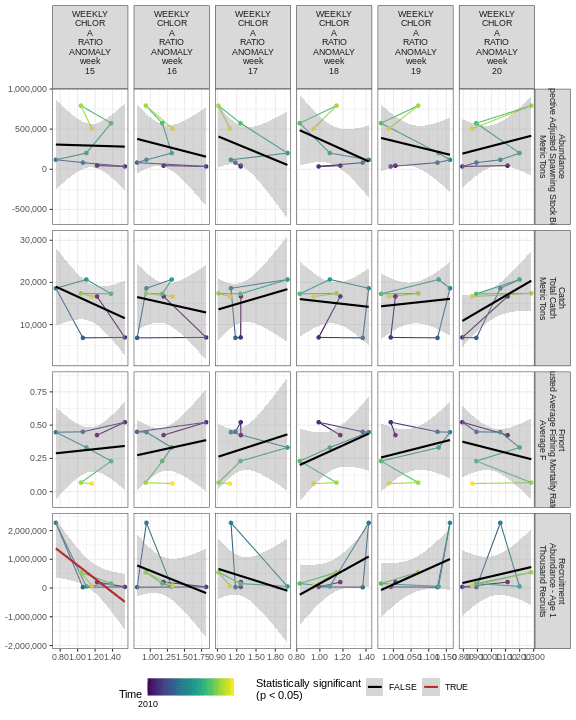 WEEKLY CHLOR A RATIO ANOMALY week 15
WEEKLY CHLOR A RATIO ANOMALY week 16
WEEKLY CHLOR A RATIO ANOMALY week 17
WEEKLY CHLOR A RATIO ANOMALY week 18
WEEKLY CHLOR A RATIO ANOMALY week 19
WEEKLY CHLOR A RATIO ANOMALY week 20
1,000,000
500,000
0
-500,000
Abundance
Adjusted Spawning Stock
Metric Tons
30,000
20,000
10,000
Catch
Total Catch
Metric Tons
0.75
0.50
0.25
0.00
Fmort
Average Fishing Mortality
Average F
2,000,000
1,000,000
0
-1,000,000
-2,000,000
Recruitment
Abundance - Age 1
Thousand Recruits
0.80 1.00 1.20 1.40
1.00 1.25 1.50 1.75
0.90 1.20 1.50 1.80
0.80 1.00 1.20 1.40
0.90 1.00 1.05 1.10 1.15
0.80 0.90 1.00 1.10 1.20 1.30
Time
2010
Statistically significant
(p < 0.05)
FALSE
TRUE